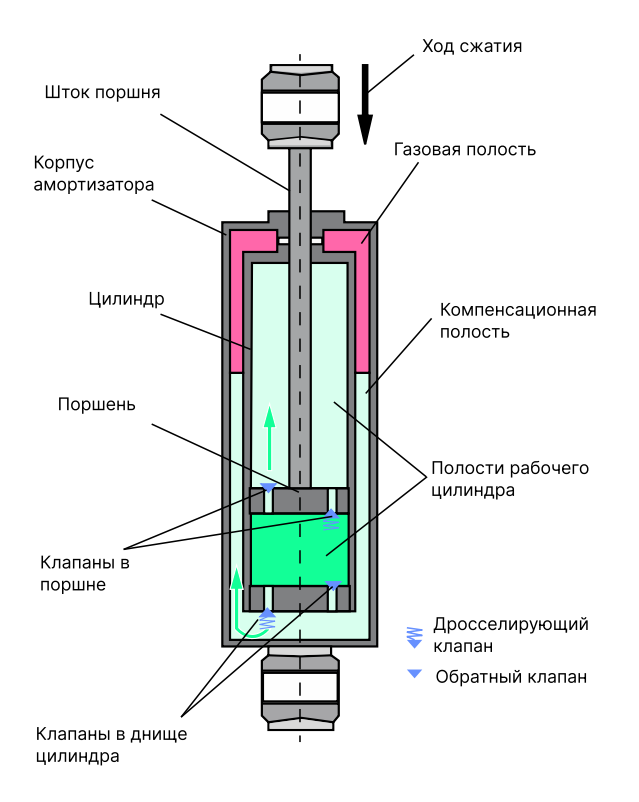 Ход сжатия
Шток поршня
Газовая полость
Корпус
амортизатора
Цилиндр
Компенсационная
полость
Поршень
Полости рабочего
цилиндра
Клапаны в
поршне
Дросселирующий
клапан
Обратный клапан
Клапаны в днище
цилиндра